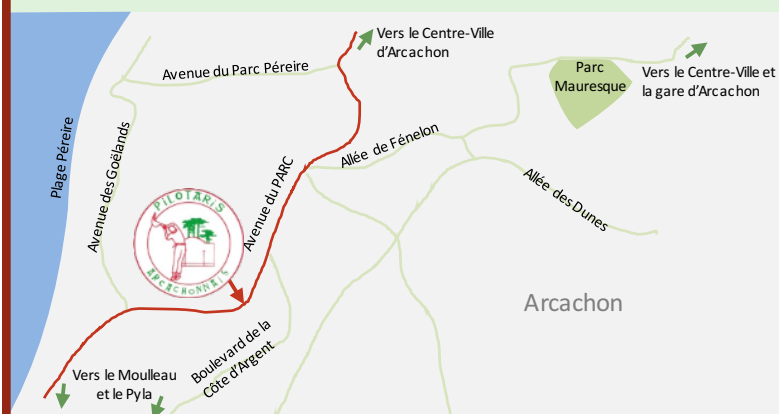 Vers le Centre-Ville
d’Arcachon
Avenue du Parc Péreire
Parc
Mauresque
Vers le Centre-Ville et
la gare d’Arcachon
Plage Péreire
Avenue des Goëlands
Allée de Fénelon
Avenue du PARC
Allée des Dunes
PILOTARIS
ARCACHONNAIS
Arcachon
Boulevard de la
Côte d’Argent
Vers le Moulleau
et le Pyla